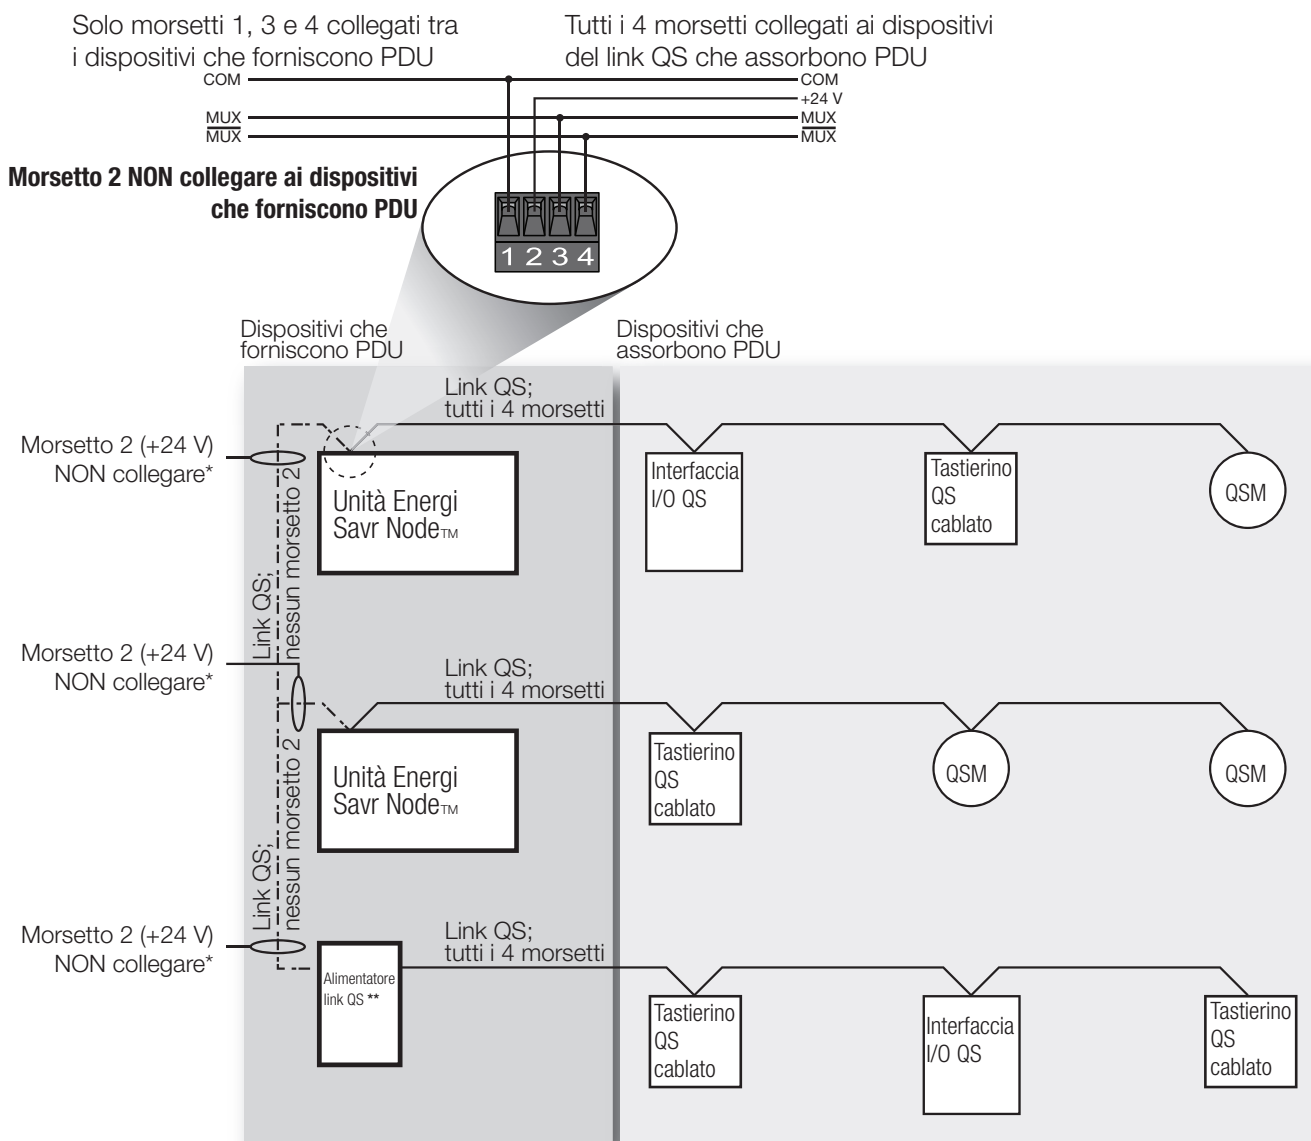 Solo morsetti 1, 3 e 4 collegati tra
i dispositivi che forniscono PDU
Tutti i 4 morsetti collegati ai dispositivi
del link QS che assorbono PDU
COM
MUX
MUX
COM
+24 V
MUX
MUX
Morsetto 2 NON collegare ai dispositivi
che forniscono PDU
1 2 3 4
Dispositivi che
forniscono PDU
Dispositivi che
assorbono PDU
Link QS;
tutti i 4 morsetti
Morsetto 2 (+24 V)
NON collegare*
Link QS;
nessun morsetto 2
Unità Energi
Savr Node™
Interfaccia
I/O QS
Tastierino
QS
cablato
QSM
Morsetto 2 (+24 V)
NON collegare*
Link QS;
tutti i 4 morsetti
Link QS;
nessun morsetto 2
Unità Energi
Savr Node™
Tastierino
QS
cablato
QSM
QSM
Morsetto 2 (+24 V)
NON collegare*
Link QS;
tutti i 4 morsetti
Alimentatore
link QS **
Tastierino
QS
cablato
Interfaccia
I/O QS
Tastierino
QS
cablato